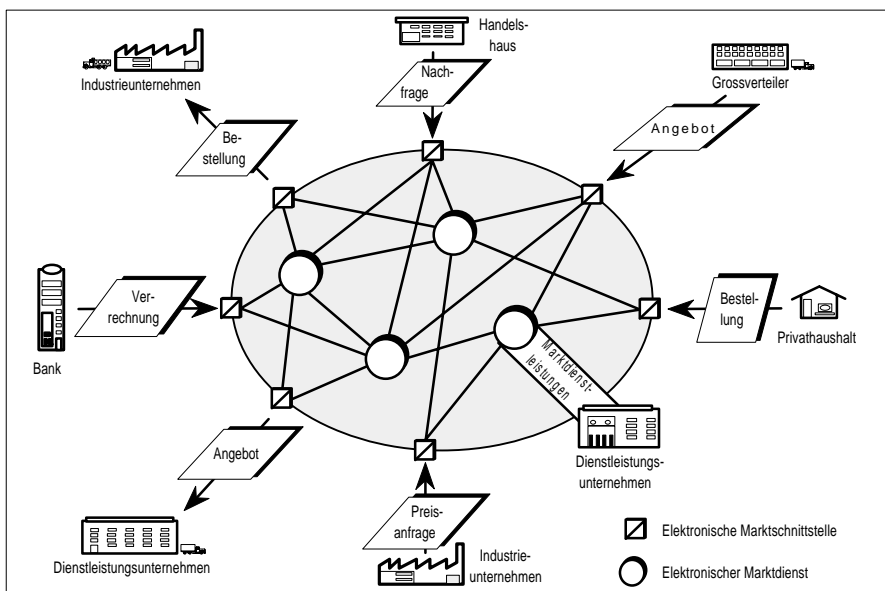 Handels-
haus
Industrieunternehmen
Nach-
frage
Grossverteiler
Be-
stellung
Angebot
Bank
Ver-
rechnung
Bestel-
lung
Privathaushalt
Marktdienst-
leistungen
Angebot
Dienstleistungs-
unternehmen
Preis-
anfrage
Dienstleistungsunternehmen
Industrie-
unternehmen
Elektronische Marktschnittstelle
Elektronischer Marktdienst